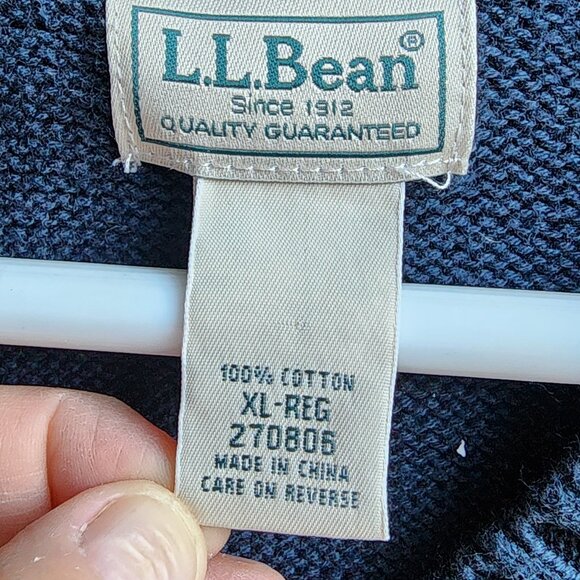 L.L.Bean®
Since 1912
QUALITY GUARANTEED
100% COTTON
XL-REG
270806
MADE IN CHINA
CARE ON REVERSE